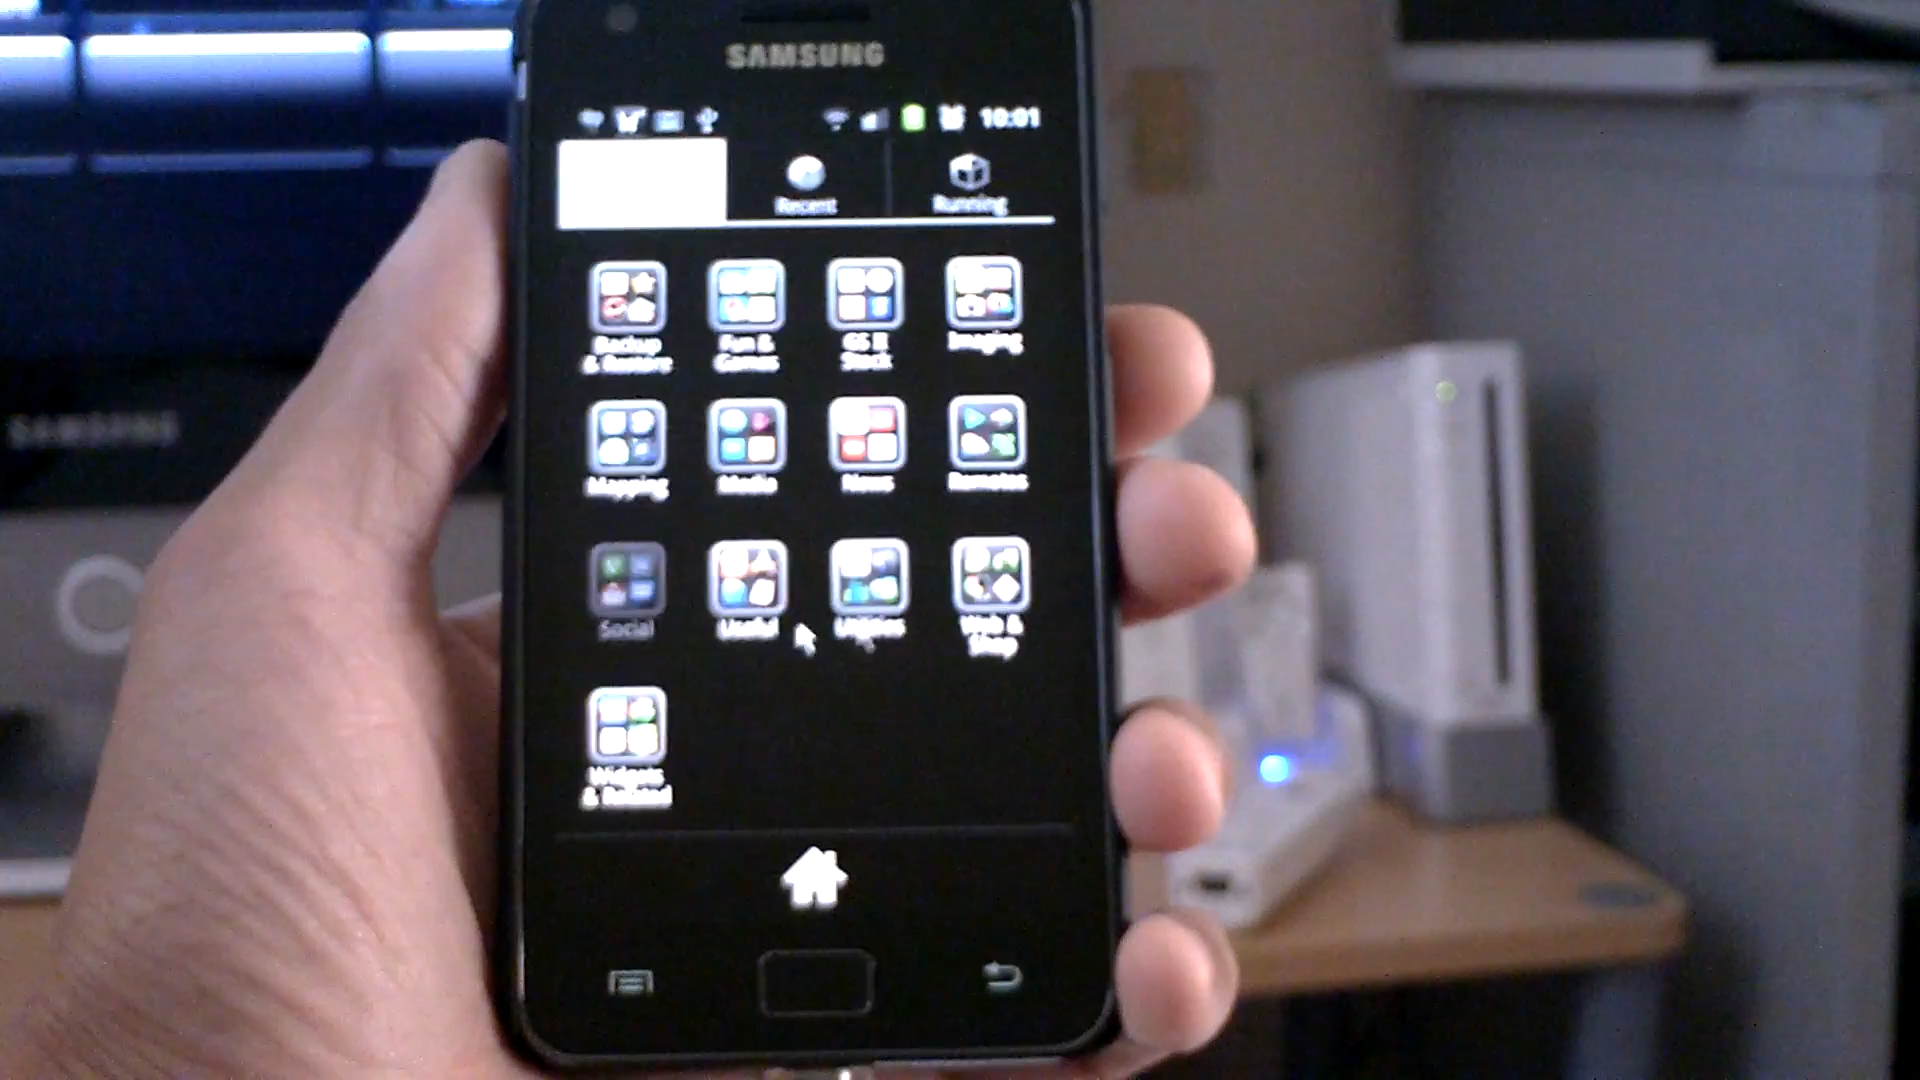 SAMSUNG
10:01
Recent
Running
Backup
& Restore
Fun &
Games
GS II
Stock
Imaging
Mapping
Media
News
Remotes
Social
Useful
Utilities
Web &
Shop
Widgets
& Related
SAMSUNG